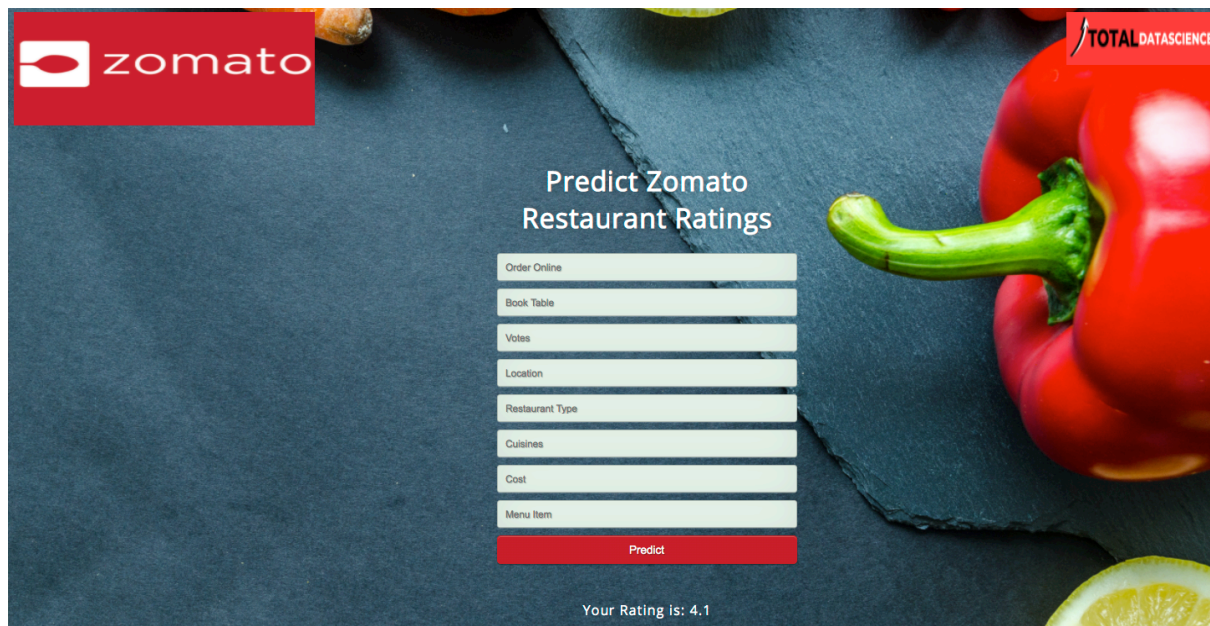 zomato
TOTAL DATASCIENCE
Predict Zomato
Restaurant Ratings
Order Online
Book Table
Votes
Location
Restaurant Type
Cuisines
Cost
Menu Item
Predict
Your Rating is: 4.1